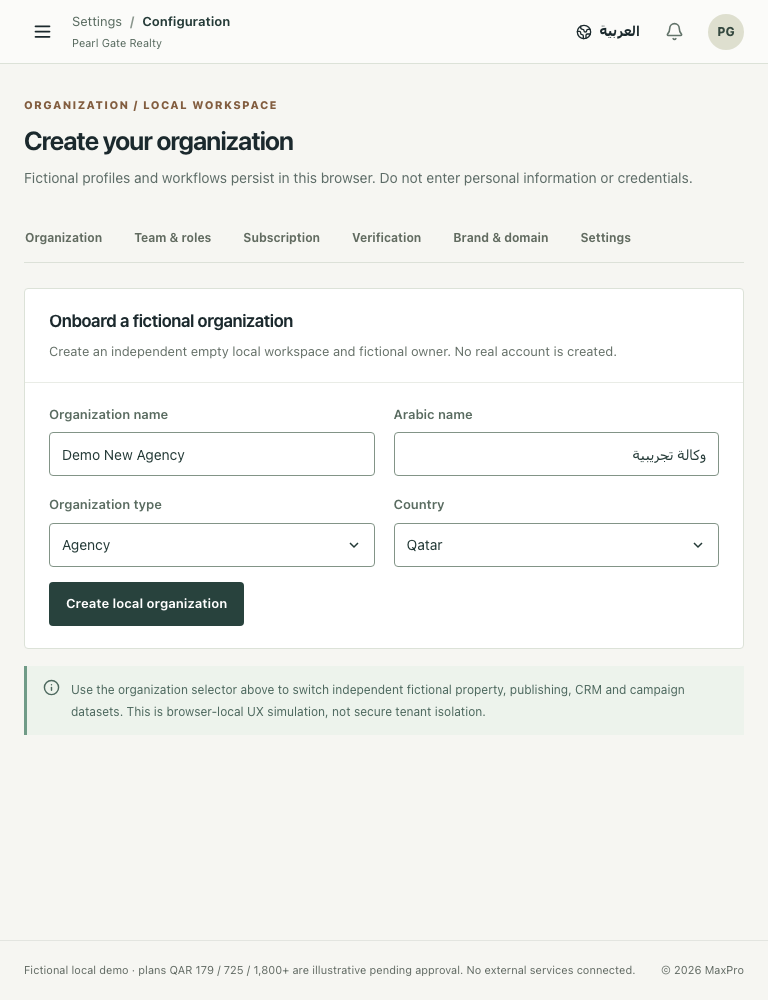 Settings / Configuration
Pearl Gate Realty
العربية
PG
ORGANIZATION / LOCAL WORKSPACE
Create your organization
Fictional profiles and workflows persist in this browser. Do not enter personal information or credentials.
Organization Team & roles Subscription Verification Brand & domain Settings
Onboard a fictional organization
Create an independent empty local workspace and fictional owner. No real account is created.
Organization name Arabic name
Demo New Agency وكالة تجريبية
Organization type Country
Agency Qatar
Create local organization
Use the organization selector above to switch independent fictional property, publishing, CRM and campaign
datasets. This is browser-local UX simulation, not secure tenant isolation.
Fictional local demo · plans QAR 179 / 725 / 1,800+ are illustrative pending approval. No external services connected. © 2026 MaxPro